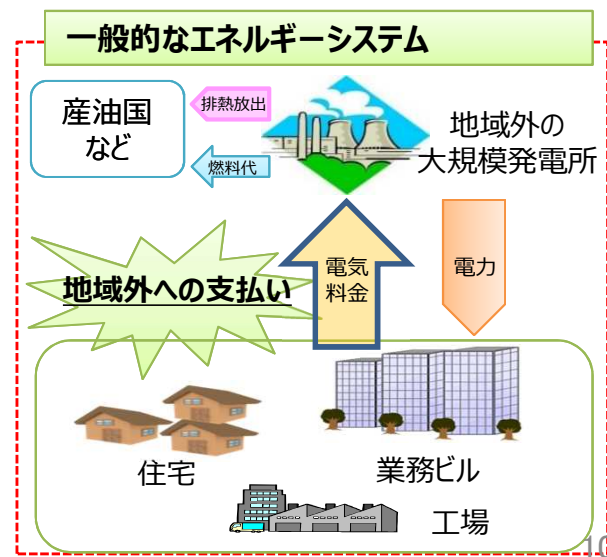 一般的なエネルギーシステム
産油国
など
排熱放出
燃料代
地域外の
大規模発電所
地域外への支払い
電気
料金
電力
住宅
業務ビル
工場